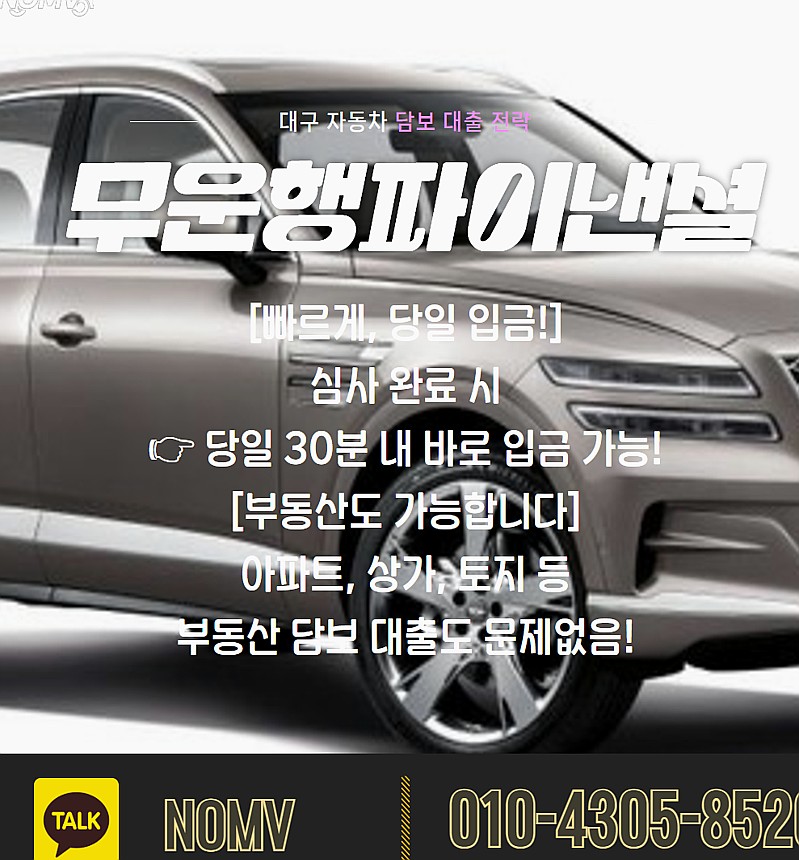 NOMV
대구 자동차 담보 대출 전략
무운행파이낸셜
[빠르게, 당일 입금!]
심사 완료 시
👉 당일 30분 내 바로 입금 가능!
[부동산도 가능합니다]
아파트, 상가, 토지 등
부동산 담보 대출도 문제없음!
TALK
NOMV
010-4305-8520